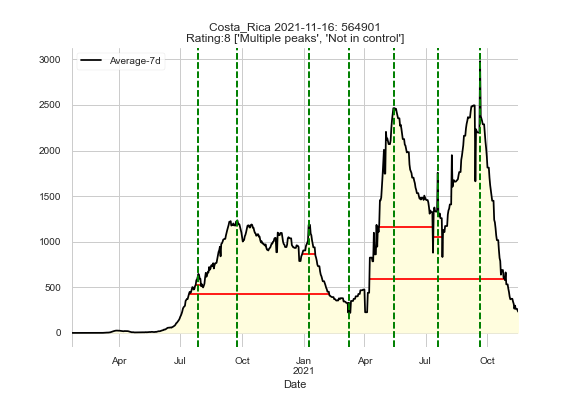 Costa_Rica 2021-11-16: 564901
Rating:8 ['Multiple peaks', 'Not in control']
Average-7d
3000
2500
2000
1500
1000
500
0
Apr Jul Oct Jan Apr Jul Oct
2021
Date